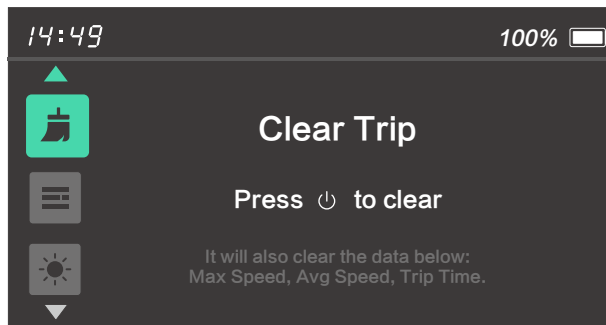 14:49
100%
Clear Trip
Press ⏻ to clear
It will also clear the data below:
Max Speed, Avg Speed, Trip Time.